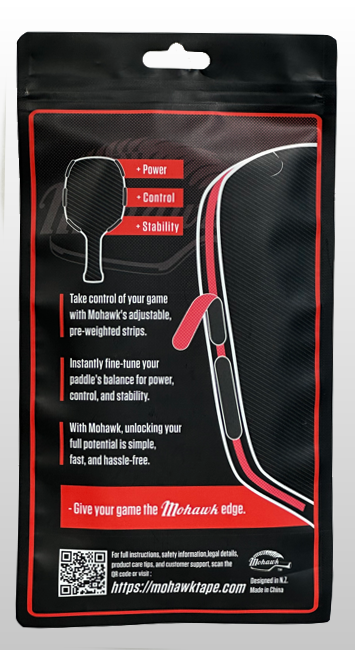 + Power
+ Control
+ Stability
Take control of your game
with Mohawk's adjustable,
pre-weighted strips.
Instantly fine-tune your
paddle's balance for power,
control, and stability.
With Mohawk, unlocking your
full potential is simple,
fast, and hassle-free.
- Give your game the Mohawk edge.
For full instructions, safety information,legal details,
product care tips, and customer support, scan the
QR code or visit :
https://mohawktape.com
Mohawk
Designed in N.Z.
Made in China